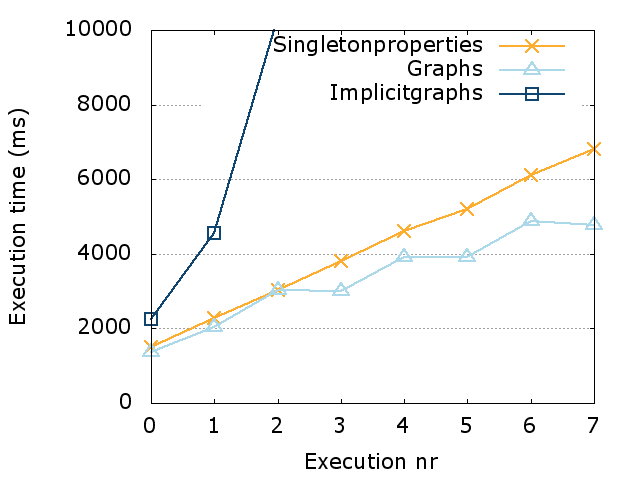 10000
8000
6000
4000
2000
0
Execution time (ms)
Singletonproperties
Graphs
Implicitgraphs
0 1 2 3 4 5 6 7
Execution nr